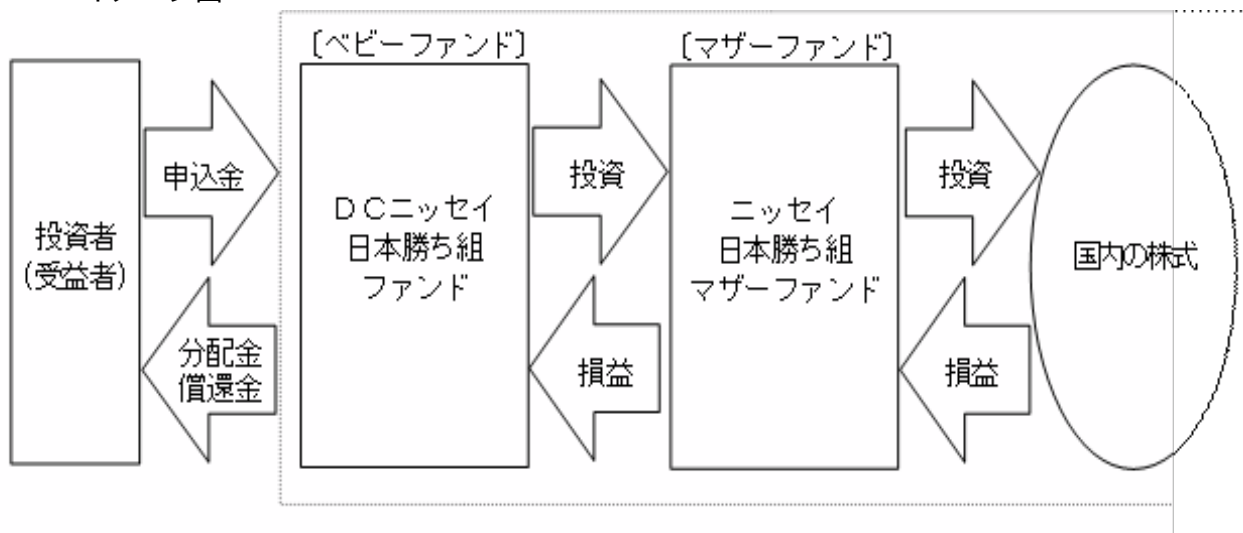 〔ベビーファンド〕
〔マザーファンド〕
投資者
(受益者)
申込金
分配金
償還金
ＤＣニッセイ
日本勝ち組
ファンド
投資
損益
ニッセイ
日本勝ち組
マザーファンド
投資
損益
国内の株式